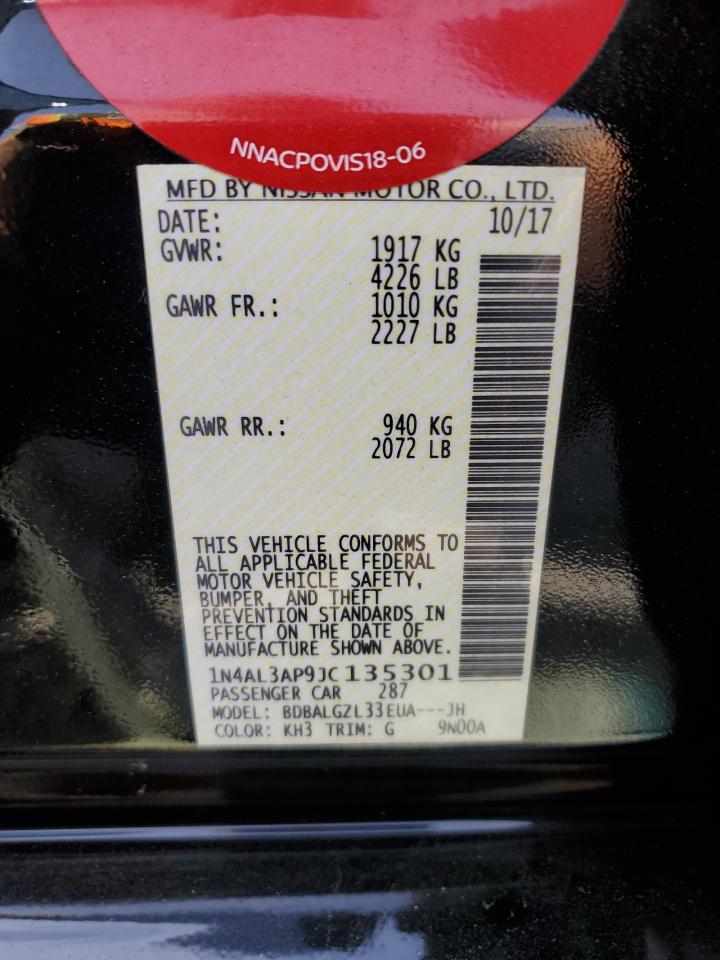 NNACPOVIS18-06
MFD BY NISSAN MOTOR CO., LTD.
DATE: 10/17
GVWR: 1917 KG
4226 LB
GAWR FR.: 1010 KG
2227 LB
GAWR RR.: 940 KG
2072 LB
THIS VEHICLE CONFORMS TO
ALL APPLICABLE FEDERAL
MOTOR VEHICLE SAFETY,
BUMPER, AND THEFT
PREVENTION STANDARDS IN
EFFECT ON THE DATE OF
MANUFACTURE SHOWN ABOVE.
1N4AL3AP9JC135301
PASSENGER CAR 287
MODEL: BDBALGZL33EUA---JH
COLOR: KH3 TRIM: G 9N00A